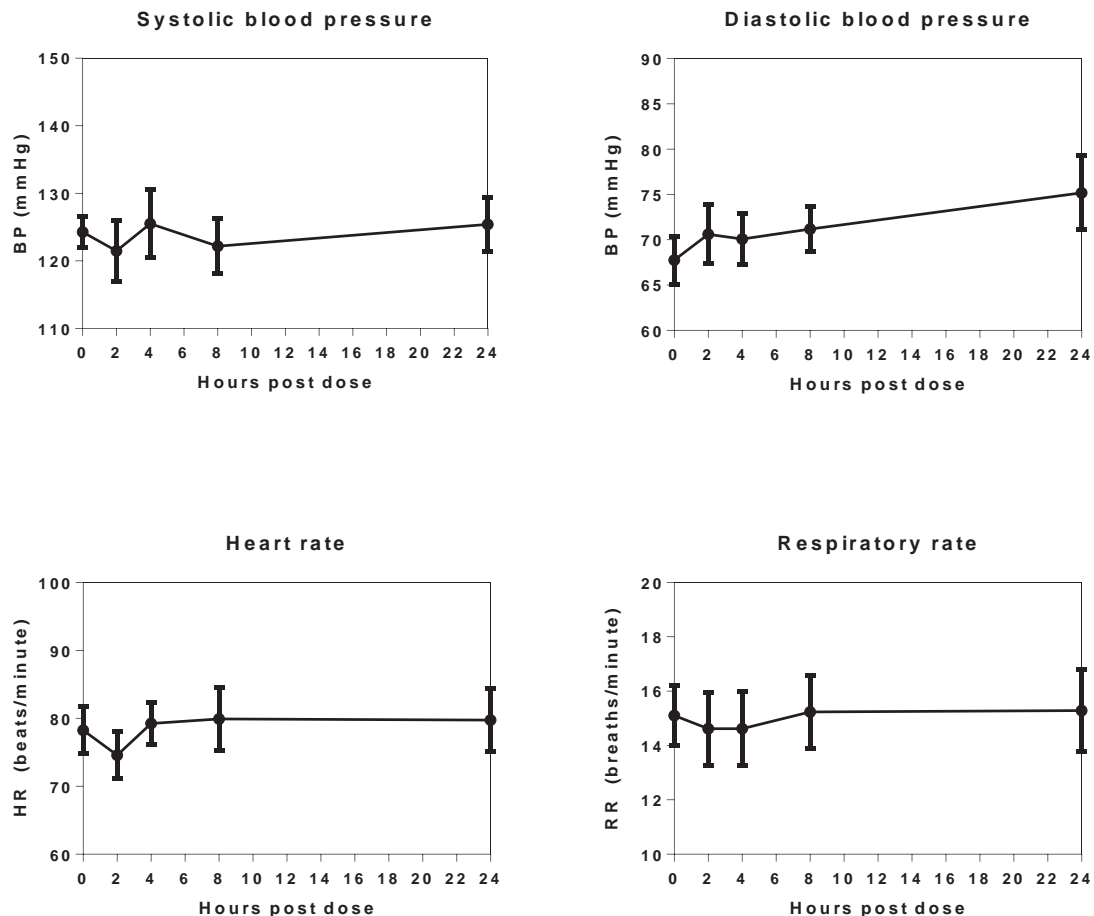 Systolic blood pressure
150
140
130
120
110
BP (mmHg)
0 2 4 6 8 10 12 14 16 18 20 22 24
Hours post dose
Diastolic blood pressure
90
85
80
75
70
65
60
BP (mmHg)
0 2 4 6 8 10 12 14 16 18 20 22 24
Hours post dose
Heart rate
100
90
80
70
60
HR (beats/minute)
0 2 4 6 8 10 12 14 16 18 20 22 24
Hours post dose
Respiratory rate
20
18
16
14
12
10
RR (breaths/minute)
0 2 4 6 8 10 12 14 16 18 20 22 24
Hours post dose